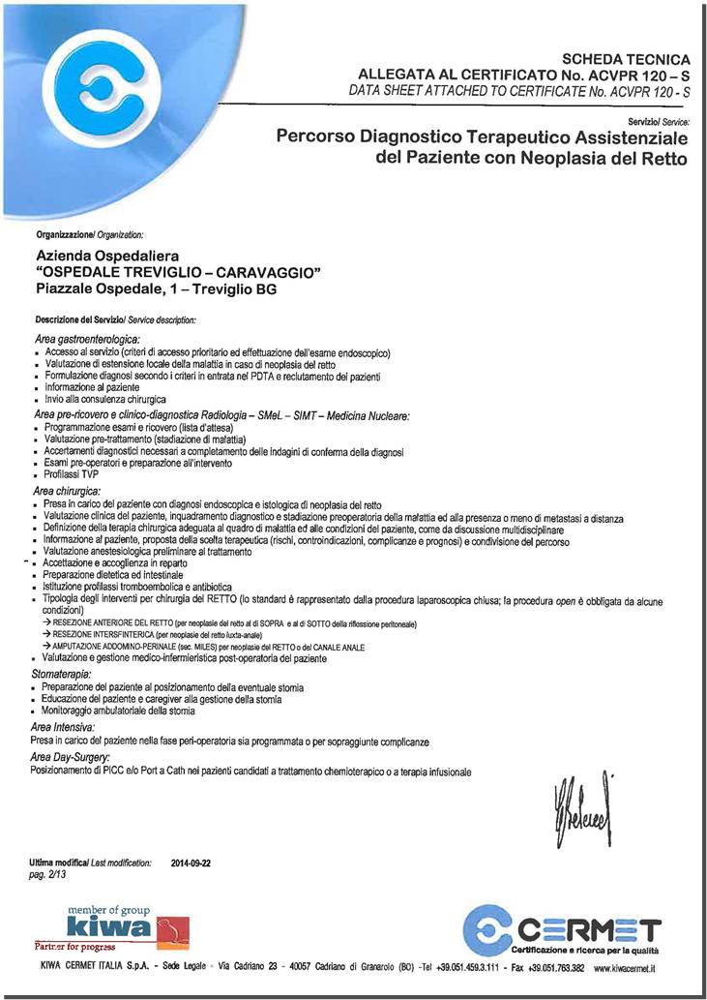 SCHEDA TECNICA
ALLEGATA AL CERTIFICATO No. ACVPR 120 – S
DATA SHEET ATTACHED TO CERTIFICATE No. ACVPR 120 - S
Servizio/ Service:
Percorso Diagnostico Terapeutico Assistenziale
del Paziente con Neoplasia del Retto
Organizzazione/ Organization:
Azienda Ospedaliera
“OSPEDALE TREVIGLIO – CARAVAGGIO”
Piazzale Ospedale, 1 – Treviglio BG
Descrizione del Servizio/ Service description:
Area gastroenterologica:
▪ Accesso al servizio (criteri di accesso prioritario ed effettuazione dell'esame endoscopico)
▪ Valutazione di estensione locale della malattia in caso di neoplasia del retto
▪ Formulazione diagnosi secondo i criteri in entrata nel PDTA e reclutamento dei pazienti
▪ Informazione al paziente
▪ Invio alla consulenza chirurgica
Area pre-ricovero e clinico-diagnostica Radiologia – SMeL – SIMT – Medicina Nucleare:
▪ Programmazione esami e ricovero (lista d'attesa)
▪ Valutazione pre-trattamento (stadiazione di malattia)
▪ Accertamenti diagnostici necessari a completamento delle indagini di conferma della diagnosi
▪ Esami pre-operatori e preparazione all'intervento
▪ Profilassi TVP
Area chirurgica:
▪ Presa in carico del paziente con diagnosi endoscopica e istologica di neoplasia del retto
▪ Valutazione clinica del paziente, inquadramento diagnostico e stadiazione preoperatoria della malattia ed alla presenza o meno di metastasi a distanza
▪ Definizione della terapia chirurgica adeguata al quadro di malattia ed alle condizioni del paziente, come da discussione multidisciplinare
▪ Informazione al paziente, proposta della scelta terapeutica (rischi, controindicazioni, complicanze e prognosi) e condivisione del percorso
▪ Valutazione anestesiologica preliminare al trattamento
▪ Accettazione e accoglienza in reparto
▪ Preparazione dietetica ed intestinale
▪ Istituzione profilassi tromboembolica e antibiotica
▪ Tipologia degli interventi per chirurgia del RETTO (lo standard è rappresentato dalla procedura laparoscopica chiusa; la procedura open è obbligata da alcune
condizioni)
→ RESEZIONE ANTERIORE DEL RETTO (per neoplasie del retto al di SOPRA e al di SOTTO della riflessione peritoneale)
→ RESEZIONE INTERSFINTERICA (per neoplasie del retto iuxta-anale)
→ AMPUTAZIONE ADDOMINO-PERINALE (sec. MILES) per neoplasie del RETTO o del CANALE ANALE
▪ Valutazione e gestione medico-infermieristica post-operatoria del paziente
Stomaterapia:
▪ Preparazione del paziente al posizionamento della eventuale stomia
▪ Educazione del paziente e caregiver alla gestione della stomia
▪ Monitoraggio ambulatoriale della stomia
Area Intensiva:
Presa in carico del paziente nella fase peri-operatoria sia programmata o per sopraggiunte complicanze
Area Day-Surgery:
Posizionamento di PICC e/o Port a Cath nei pazienti candidati a trattamento chemioterapico o a terapia infusionale
Ultima modifica/ Last modification: 2014-09-22
pag. 2/13
member of group
kiwa
Partner for progress
CERMET
Certificazione e ricerca per la qualità
KIWA CERMET ITALIA S.p.A. - Sede Legale - Via Cadriano 23 - 40057 Cadriano di Granarolo (BO) -Tel +39.051.459.3.111 - Fax +39.051.763.382 www.kiwacermet.it